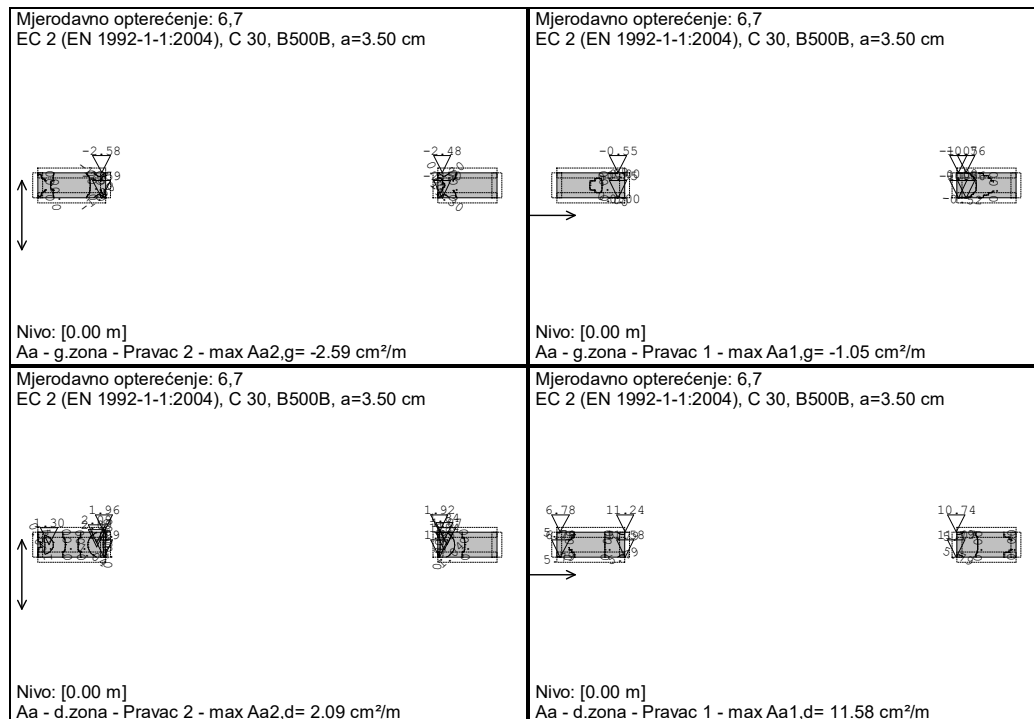 Mjerodavno opterećenje: 6,7
EC 2 (EN 1992-1-1:2004), C 30, B500B, a=3.50 cm
-2.58
-2.48
Nivo: [0.00 m]
Aa - g.zona - Pravac 2 - max Aa2,g= -2.59 cm²/m
Mjerodavno opterećenje: 6,7
EC 2 (EN 1992-1-1:2004), C 30, B500B, a=3.50 cm
-0.55
Nivo: [0.00 m]
Aa - g.zona - Pravac 1 - max Aa1,g= -1.05 cm²/m
Mjerodavno opterećenje: 6,7
EC 2 (EN 1992-1-1:2004), C 30, B500B, a=3.50 cm
1.30
1.96
1.92
Nivo: [0.00 m]
Aa - d.zona - Pravac 2 - max Aa2,d= 2.09 cm²/m
Mjerodavno opterećenje: 6,7
EC 2 (EN 1992-1-1:2004), C 30, B500B, a=3.50 cm
6.78
11.24
10.74
Nivo: [0.00 m]
Aa - d.zona - Pravac 1 - max Aa1,d= 11.58 cm²/m